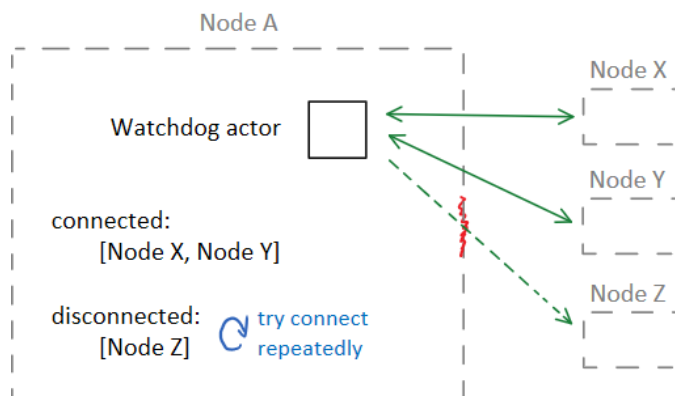 Node A
Node X
Watchdog actor
Node Y
connected:
[Node X, Node Y]
Node Z
disconnected:
[Node Z]
try connect
repeatedly